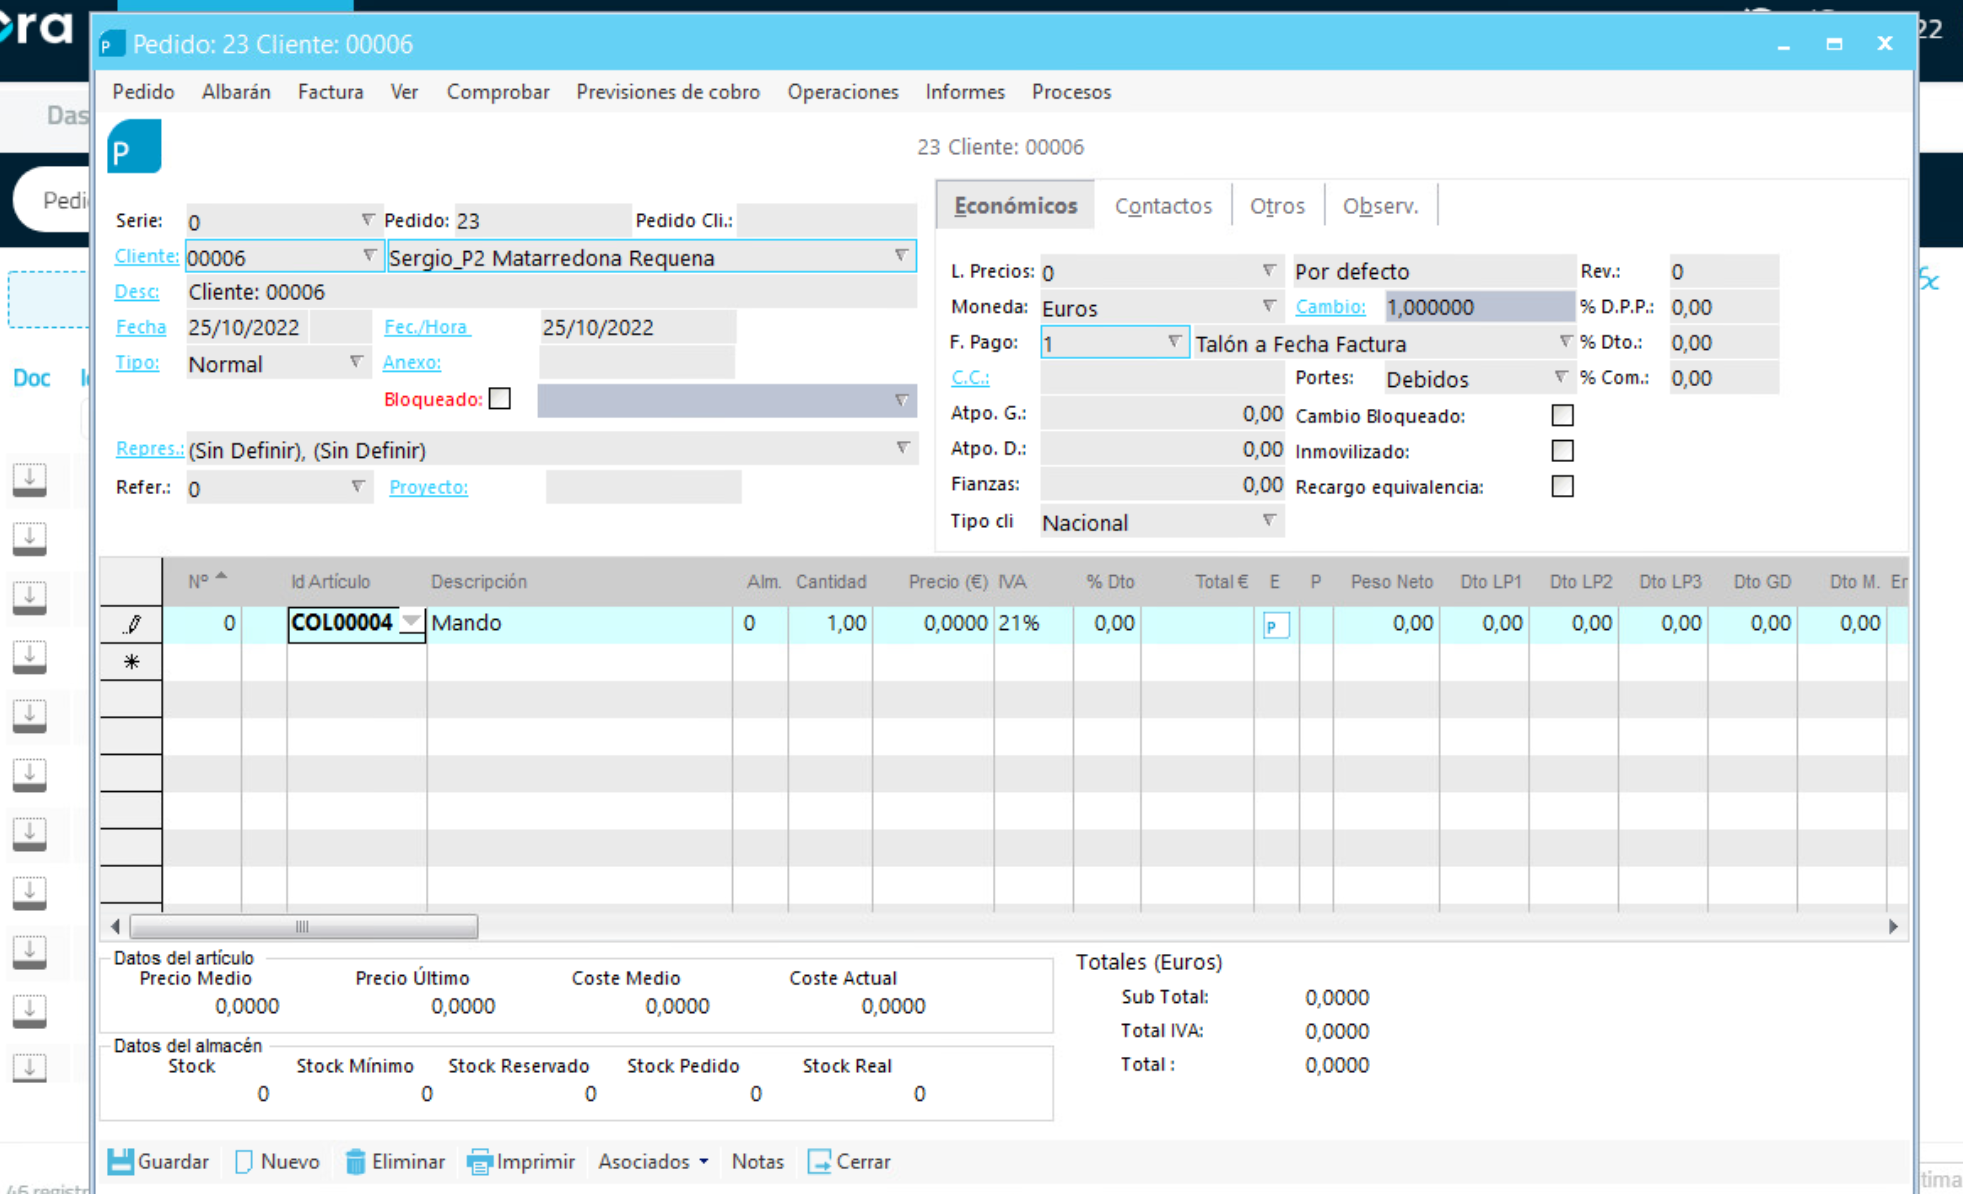 ora
Pedido: 23 Cliente: 00006
22
Pedido Albarán Factura Ver Comprobar Previsiones de cobro Operaciones Informes Procesos
Das
P
23 Cliente: 00006
Pedi
Serie: 0 Pedido: 23 Pedido Cli.:
Cliente: 00006 Sergio_P2 Matarredona Requena
Desc: Cliente: 00006
Fecha 25/10/2022 Fec./Hora 25/10/2022
Tipo: Normal Anexo:
Bloqueado:
Repres.: (Sin Definir), (Sin Definir)
Refer.: 0 Proyecto:
Económicos Contactos Otros Observ.
L. Precios: 0 Por defecto Rev.: 0
Moneda: Euros Cambio: 1,000000 % D.P.P.: 0,00
F. Pago: 1 Talón a Fecha Factura % Dto.: 0,00
C.C.: Portes: Debidos % Com.: 0,00
Atpo. G.: 0,00 Cambio Bloqueado:
Atpo. D.: 0,00 Inmovilizado:
Fianzas: 0,00 Recargo equivalencia:
Tipo cli Nacional
Doc
Nº Id Artículo Descripción Alm. Cantidad Precio (€) IVA % Dto Total € E P Peso Neto Dto LP1 Dto LP2 Dto LP3 Dto GD Dto M. Er
0 COL00004 Mando 0 1,00 0,0000 21% 0,00 P 0,00 0,00 0,00 0,00 0,00 0,00
Datos del artículo
Precio Medio Precio Último Coste Medio Coste Actual
0,0000 0,0000 0,0000 0,0000
Datos del almacén
Stock Stock Mínimo Stock Reservado Stock Pedido Stock Real
0 0 0 0 0
Totales (Euros)
Sub Total: 0,0000
Total IVA: 0,0000
Total : 0,0000
Guardar Nuevo Eliminar Imprimir Asociados Notas Cerrar
46 registr
tima